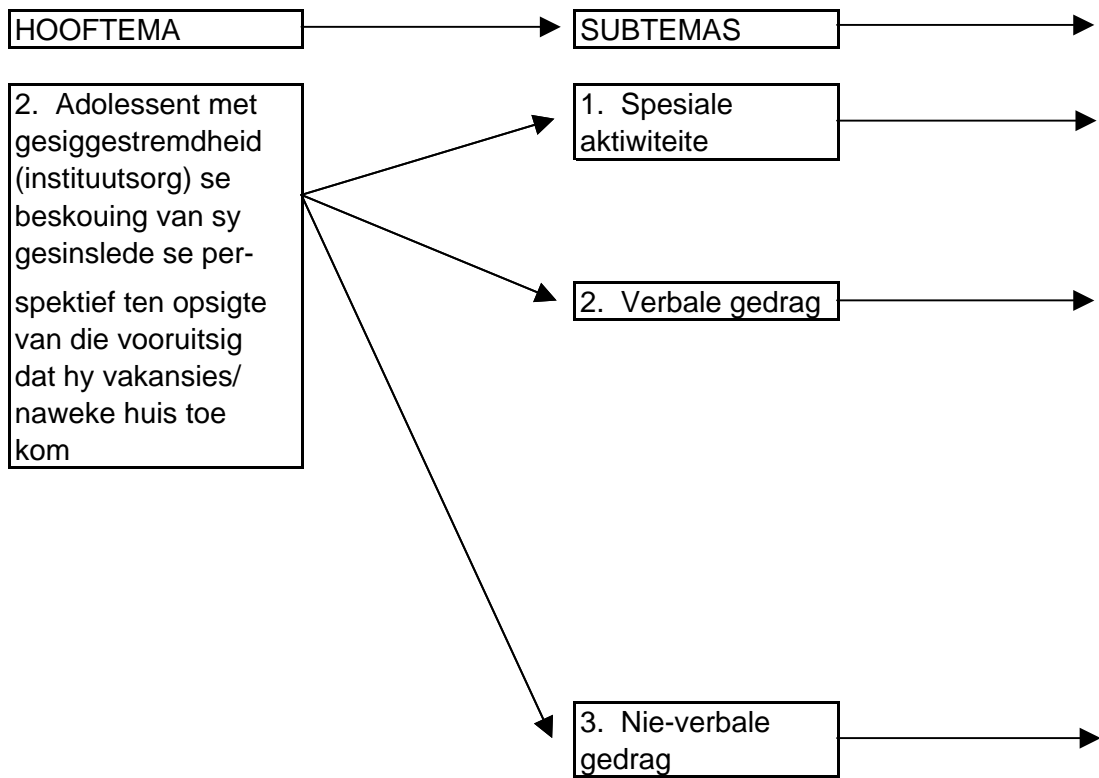 HOOFTEMA
SUBTEMAS
2. Adolessent met
gesiggestremdheid
(instituutsorg) se
beskouing van sy
gesinslede se per-
spektief ten opsigte
van die vooruitsig
dat hy vakansies/
naweke huis toe
kom
1. Spesiale
aktiwiteite
2. Verbale gedrag
3. Nie-verbale
gedrag